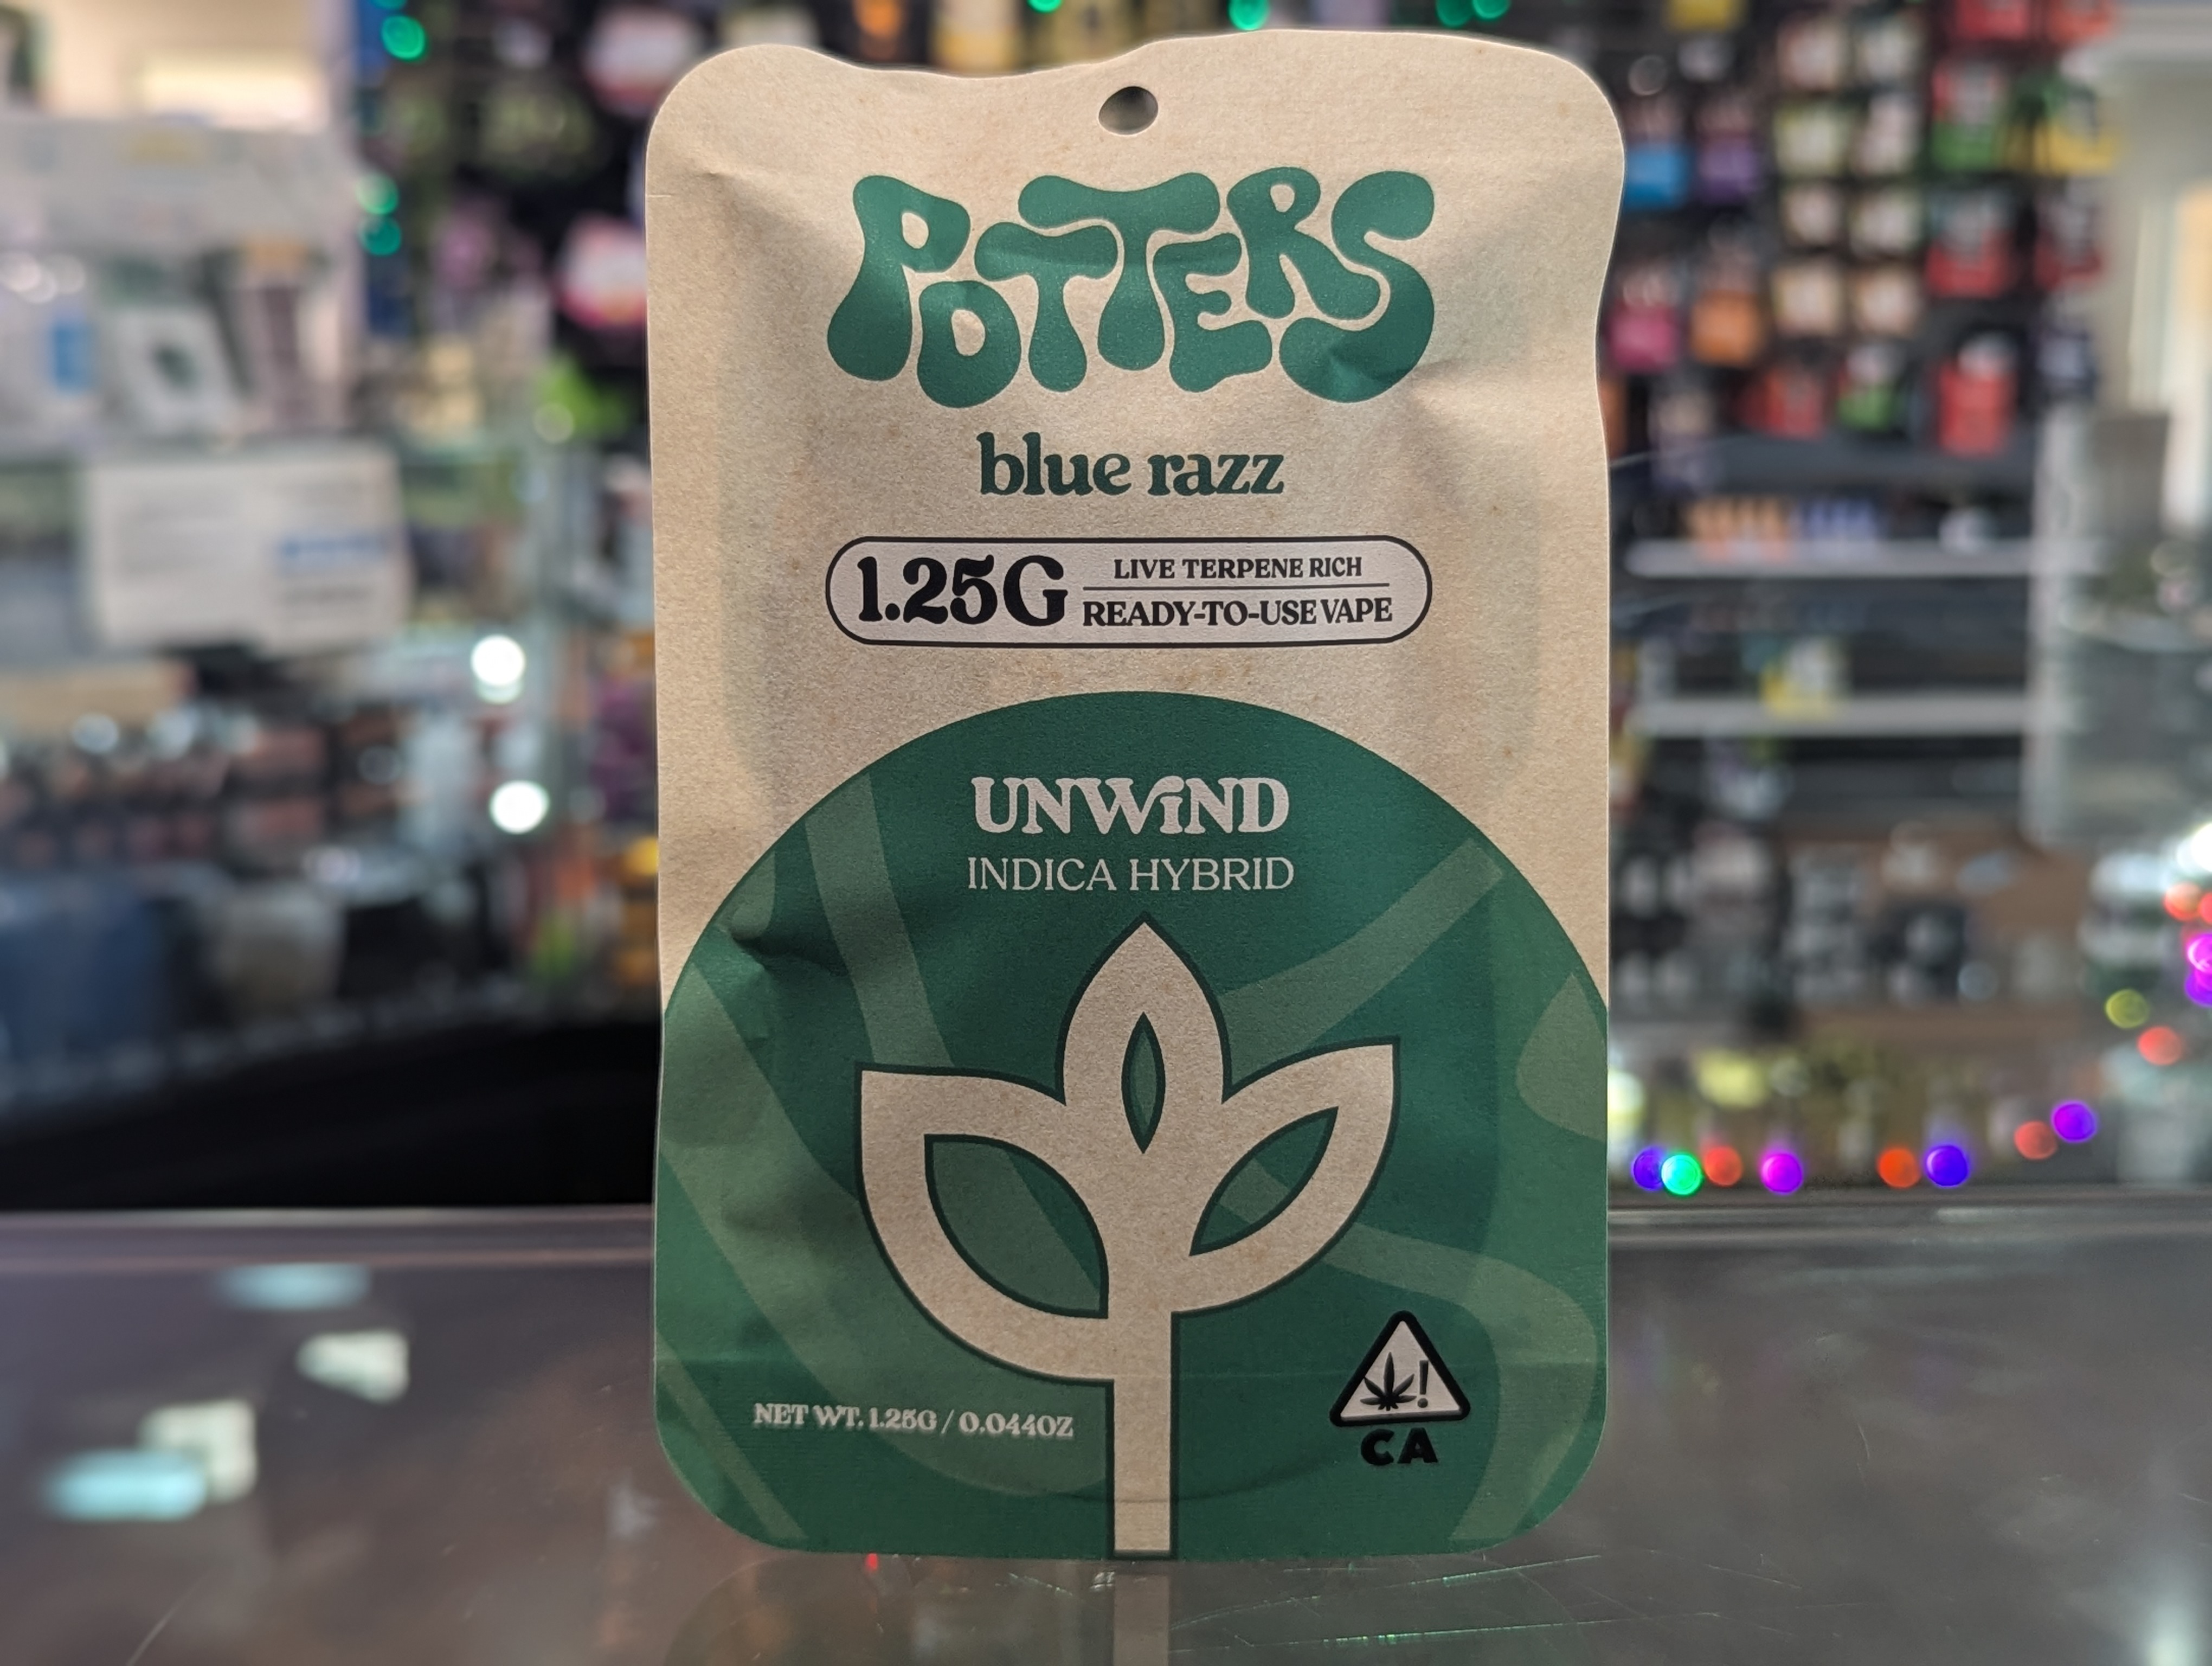 POTTERS
blue razz
1.25G
LIVE TERPENE RICH
READY-TO-USE VAPE
UNWiND
INDICA HYBRID
NET WT. 1.25G / 0.044OZ
!
CA